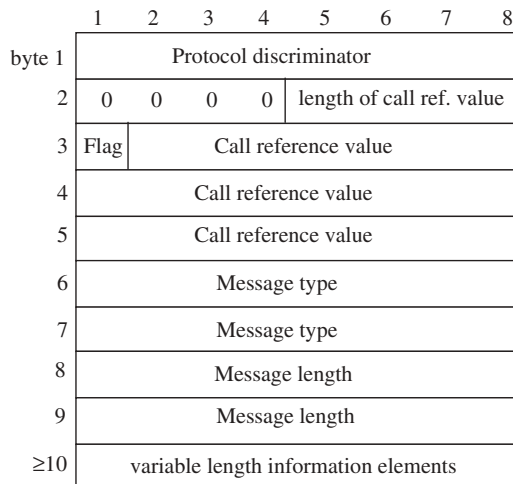 1 2 3 4 5 6 7 8
byte 1 Protocol discriminator
2 0 0 0 0 length of call ref. value
3 Flag Call reference value
4 Call reference value
5 Call reference value
6 Message type
7 Message type
8 Message length
9 Message length
≥10 variable length information elements